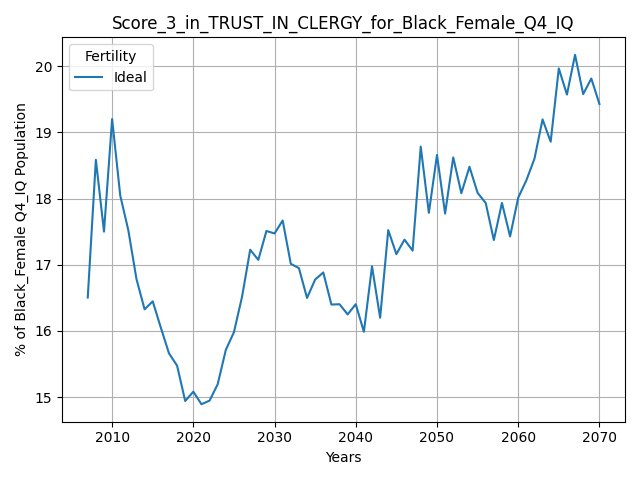 Score_3_in_TRUST_IN_CLERGY_for_Black_Female_Q4_IQ
Fertility
Ideal
% of Black_Female Q4_IQ Population
20
19
18
17
16
15
2010 2020 2030 2040 2050 2060 2070
Years